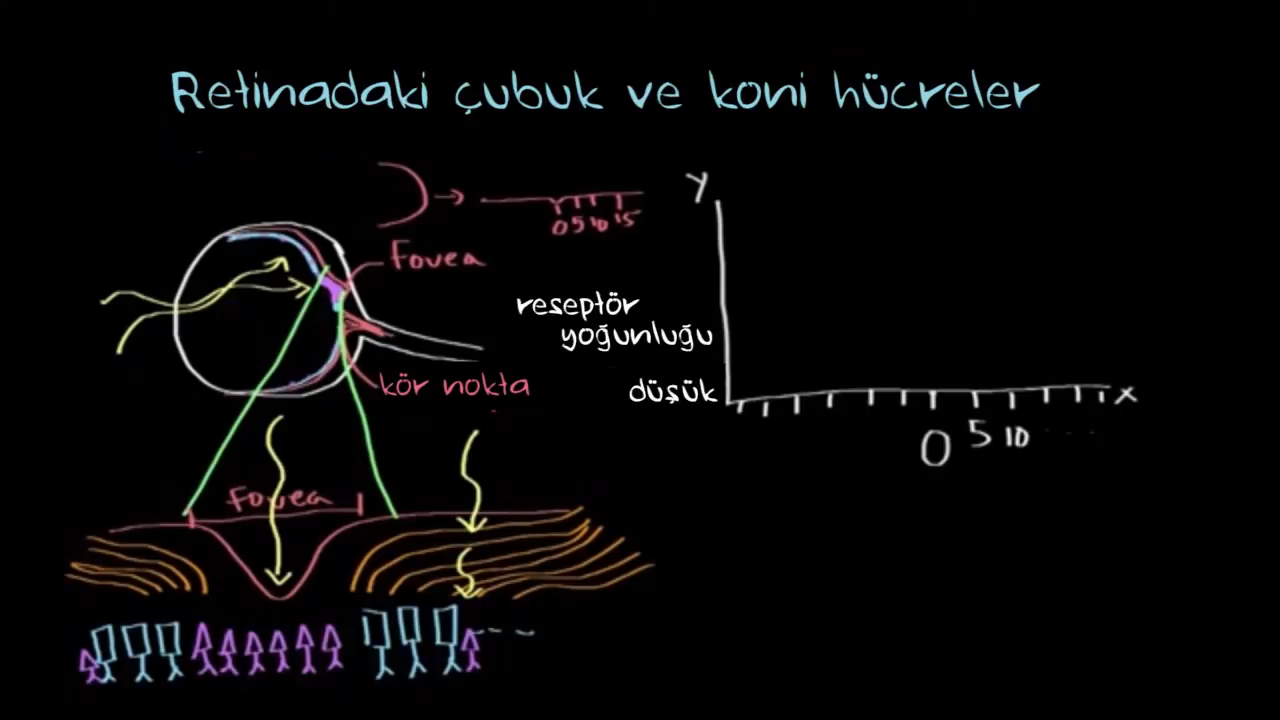 Retinadaki çubuk ve koni hücreler
y
0 5 10 15
Fovea
reseptör
yoğunluğu
kör nokta
düşük
x
0 5 10
Fovea